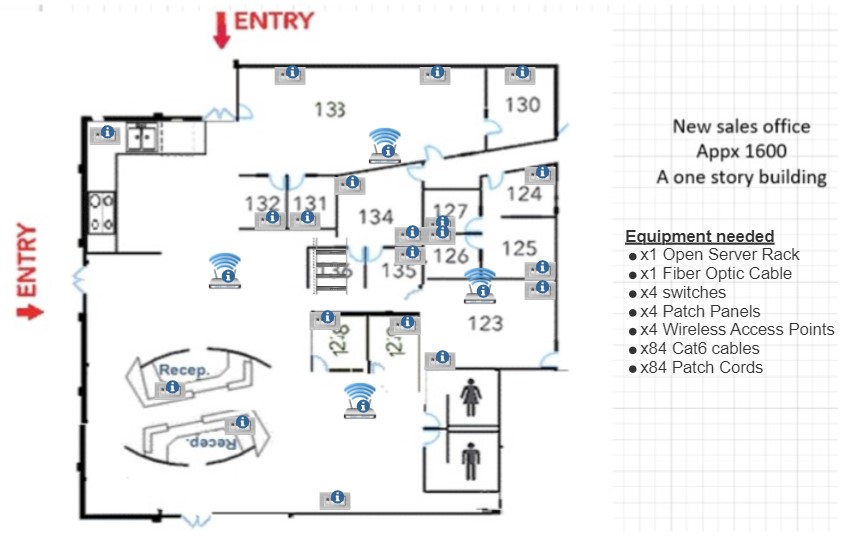 ENTRY
133
130
New sales office
Appx 1600
A one story building
124
132
131
134
127
ENTRY
Equipment needed
x1 Open Server Rack
x1 Fiber Optic Cable
x4 switches
x4 Patch Panels
x4 Wireless Access Points
x84 Cat6 cables
x84 Patch Cords
126
125
136
135
123
Recep.
Recep.